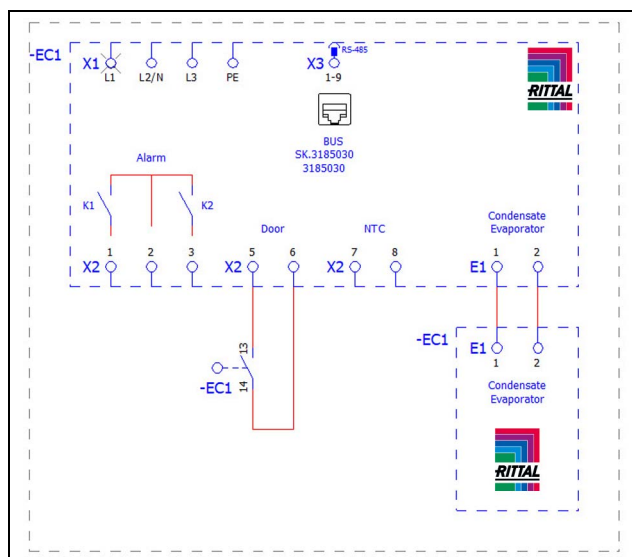 -EC1
X1
L1
L2/N
L3
PE
X3
RS-485
1-9
RITTAL
BUS
SK.3185030
3185030
Alarm
K1
K2
Door
NTC
Condensate
Evaporator
X2
1
2
3
X2
5
6
X2
7
8
E1
1
2
-EC1
13
14
-EC1
E1
1
2
Condensate
Evaporator
RITTAL